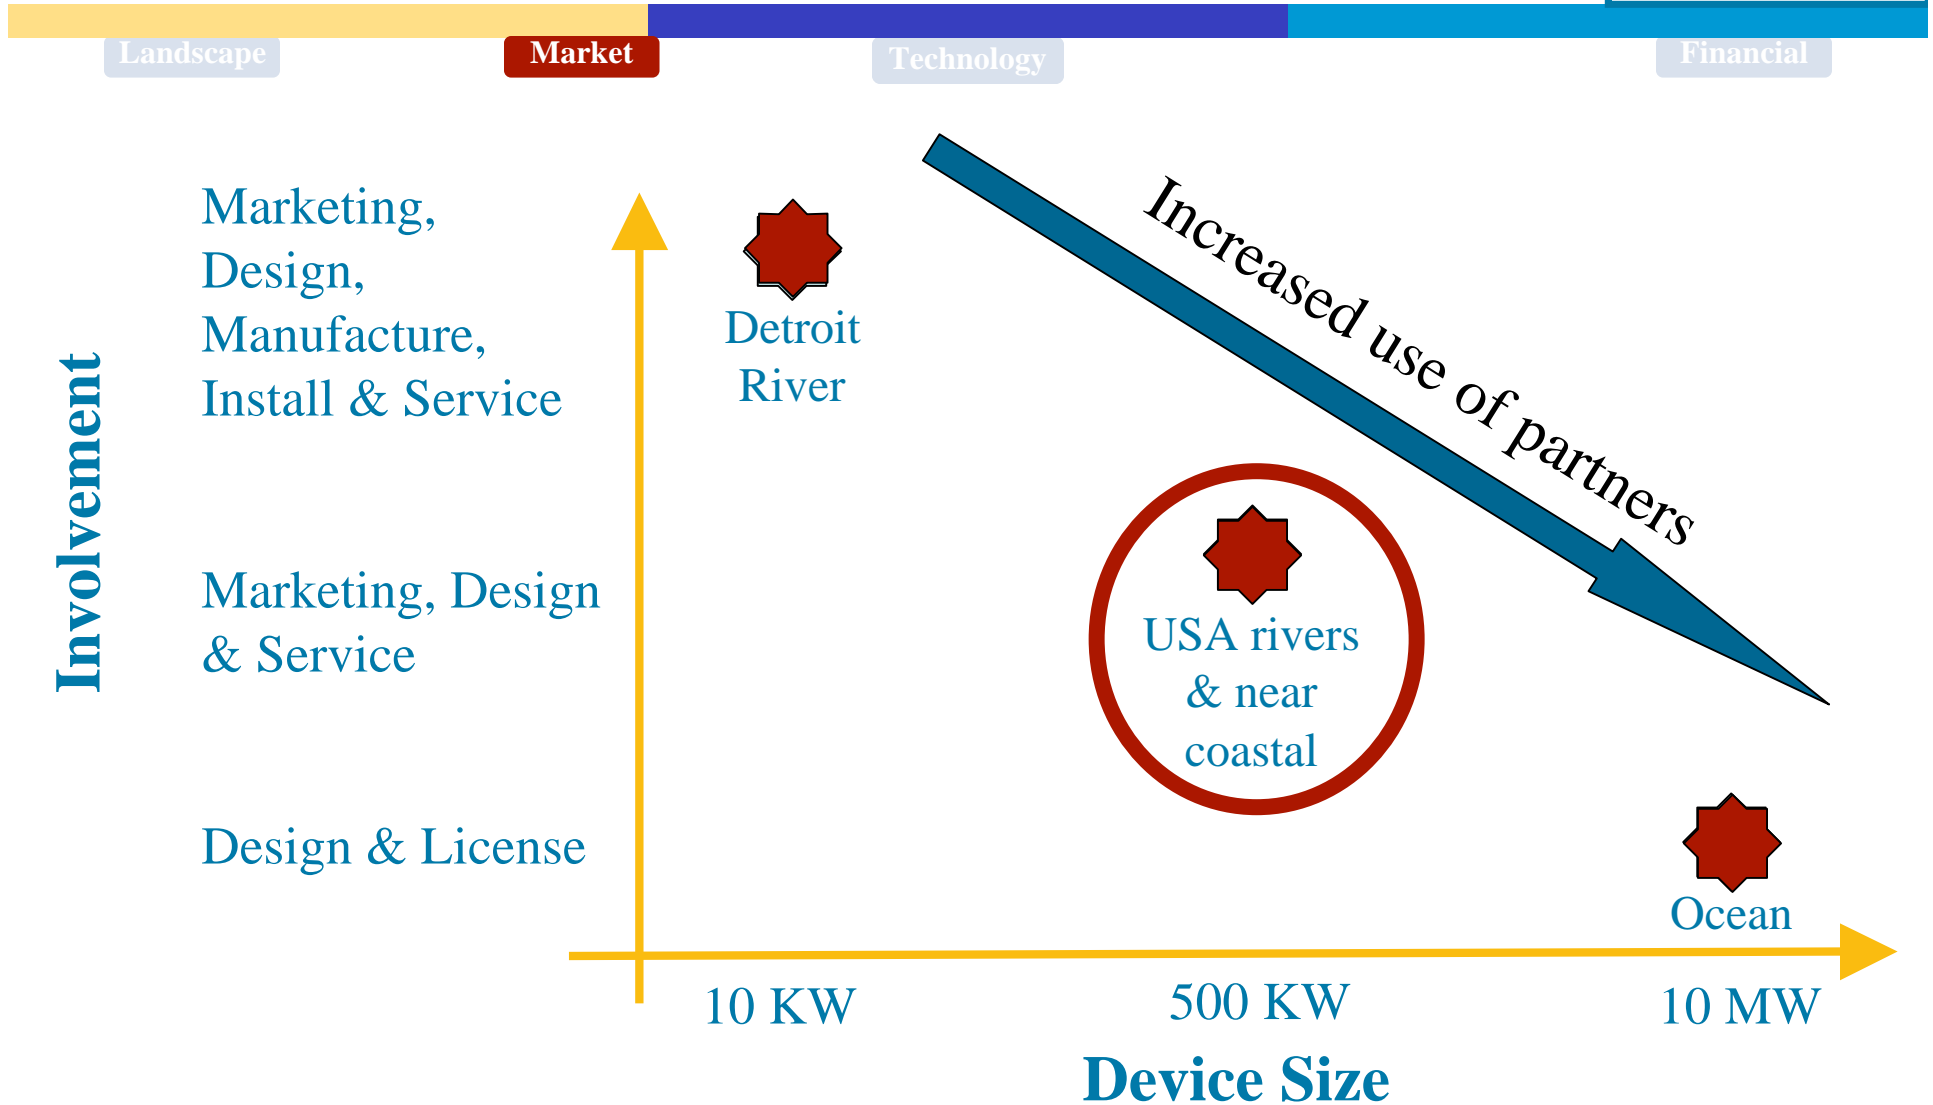 Landscape
Market
Technology
Financial
Increased use of partners
Involvement
Marketing,
Design,
Manufacture,
Install & Service
Marketing, Design
& Service
Design & License
Detroit
River
USA rivers
& near
coastal
Ocean
10 KW
500 KW
10 MW
Device Size